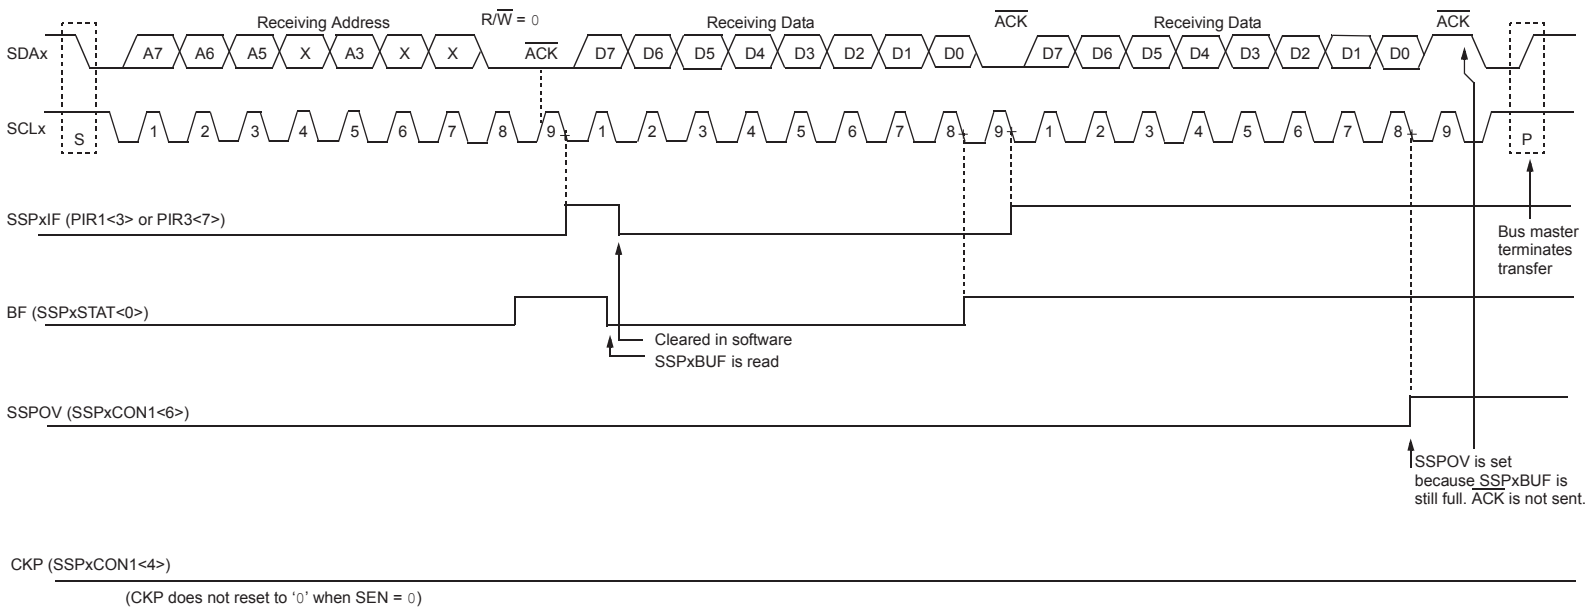 Receiving Address R/W = 0 Receiving Data ACK Receiving Data ACK
SDAx A7 A6 A5 X A3 X X ACK D7 D6 D5 D4 D3 D2 D1 D0 D7 D6 D5 D4 D3 D2 D1 D0
SCLx S 1 2 3 4 5 6 7 8 9 1 2 3 4 5 6 7 8 9 1 2 3 4 5 6 7 8 9 P
SSPxIF (PIR1<3> or PIR3<7>)
Bus master
terminates
transfer
BF (SSPxSTAT<0>)
Cleared in software
SSPxBUF is read
SSPOV (SSPxCON1<6>)
SSPOV is set
because SSPxBUF is
still full. ACK is not sent.
CKP (SSPxCON1<4>)
(CKP does not reset to ‘0’ when SEN = 0)